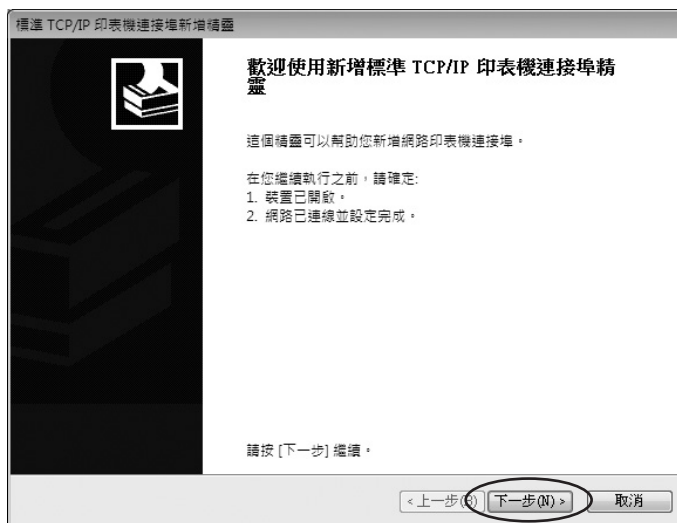 標準 TCP/IP 印表機連接埠新增精靈
歡迎使用新增標準 TCP/IP 印表機連接埠精
靈
這個精靈可以幫助您新增網路印表機連接埠。
在您繼續執行之前，請確定:
1. 裝置已開啟。
2. 網路已連線並設定完成。
請按 [下一步] 繼續。
<上一步(B) 下一步(N)> 取消